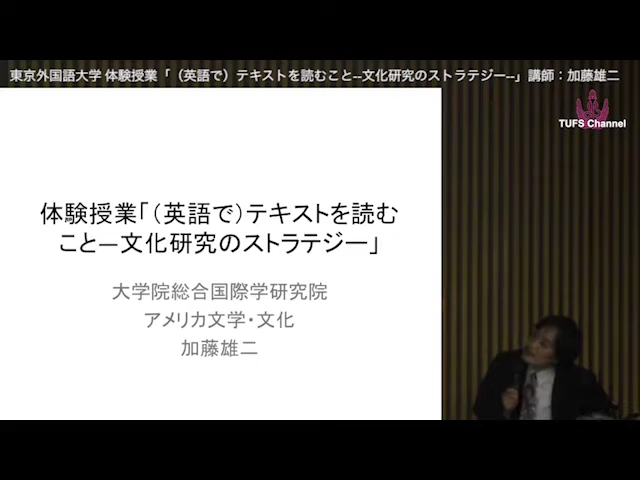 東京外国語大学 体験授業「（英語で）テキストを読むこと--文化研究のストラテジー--」講師：加藤雄二
TUFS Channel
体験授業「（英語で）テキストを読む
こと―文化研究のストラテジー」
大学院総合国際学研究院
アメリカ文学・文化
加藤雄二